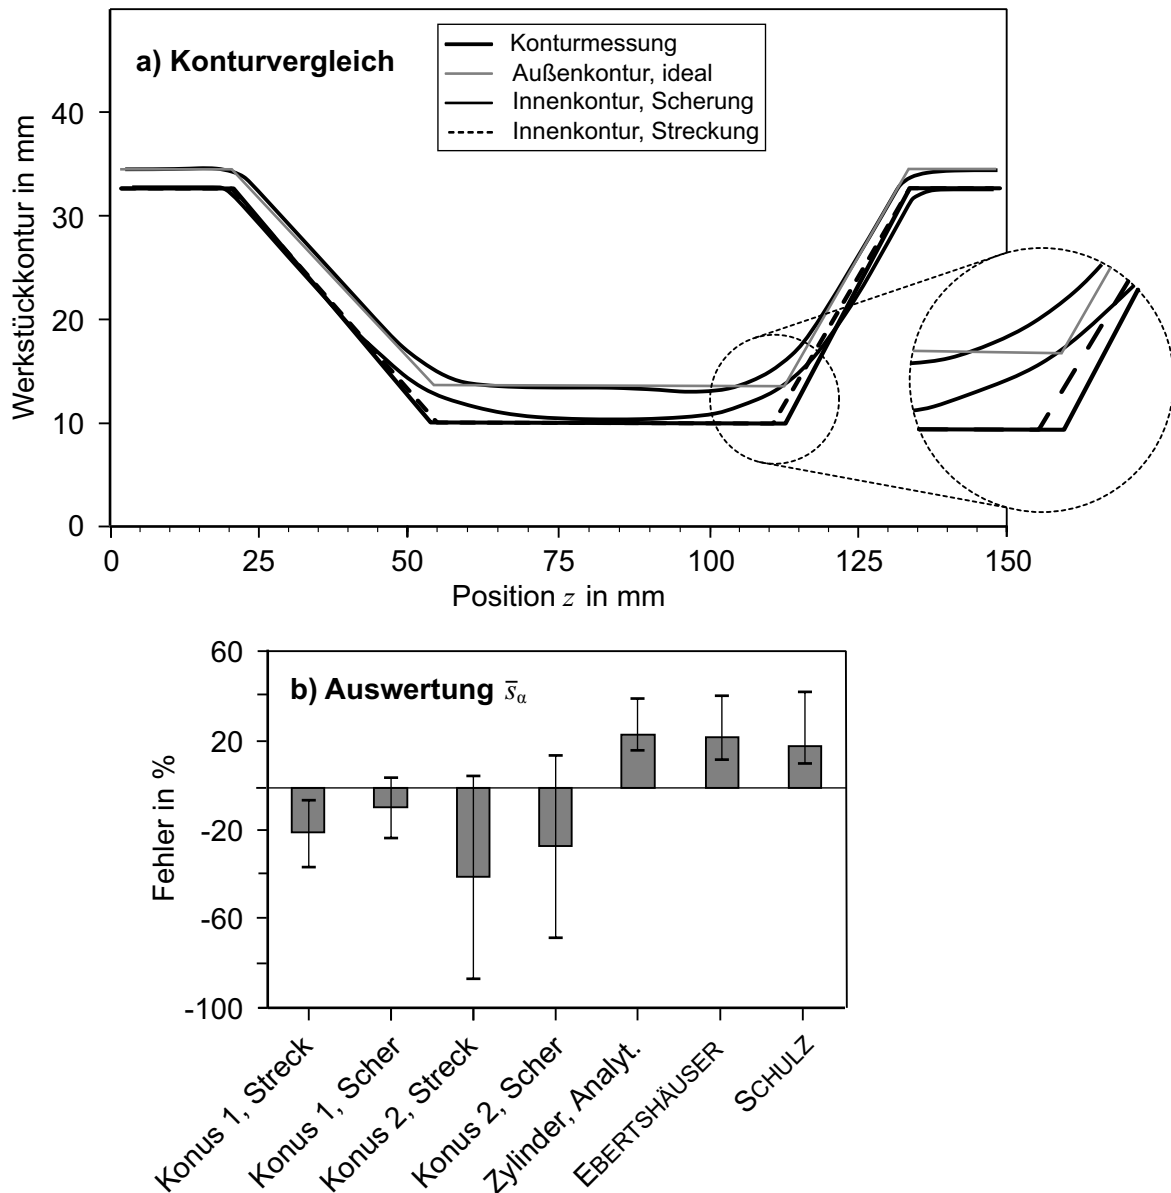 a) Konturvergleich
Konturmessung
Außenkontur, ideal
Innenkontur, Scherung
Innenkontur, Streckung
Werkstückkontur in mm
40
30
20
10
0
0 25 50 75 100 125 150
Position z in mm
b) Auswertung s̅α
Fehler in %
60
20
-20
-60
-100
Konus 1, Streck
Konus 1, Scher
Konus 2, Streck
Konus 2, Scher
Zylinder, Analyt.
EBERTSHÄUSER
SCHULZ